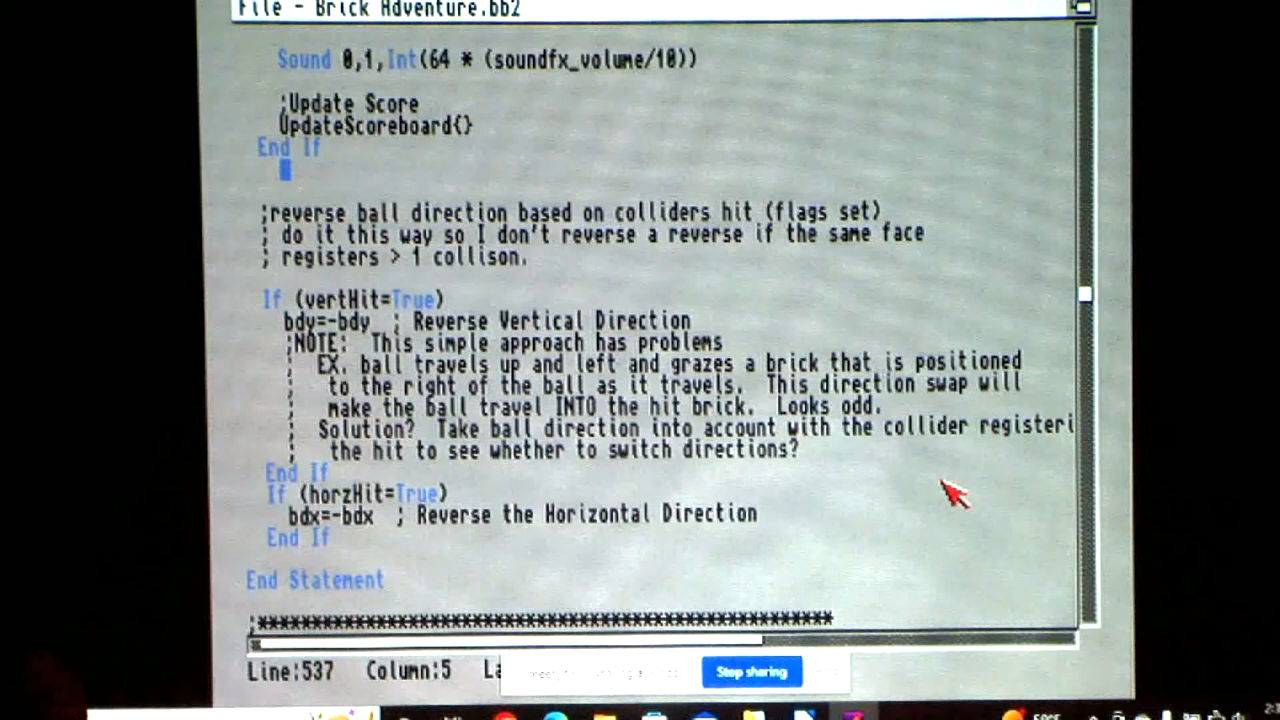 File - Brick Adventure.bb2
Sound 0,1,Int(64 * (soundfx_volume/10))
;Update Score
UpdateScoreboard{}
End If
;reverse ball direction based on colliders hit (flags set)
; do it this way so I don't reverse a reverse if the same face
; registers > 1 collison.
If (vertHit=True)
bdy=-bdy ; Reverse Vertical Direction
;NOTE: This simple approach has problems
; EX. ball travels up and left and grazes a brick that is positioned
; to the right of the ball as it travels. This direction swap will
; make the ball travel INTO the hit brick. Looks odd.
; Solution? Take ball direction into account with the collider registeri
; the hit to see whether to switch directions?
End If
If (horzHit=True)
bdx=-bdx ; Reverse the Horizontal Direction
End If
End Statement
;*****************************************************
Line:537 Column:5
Stop sharing